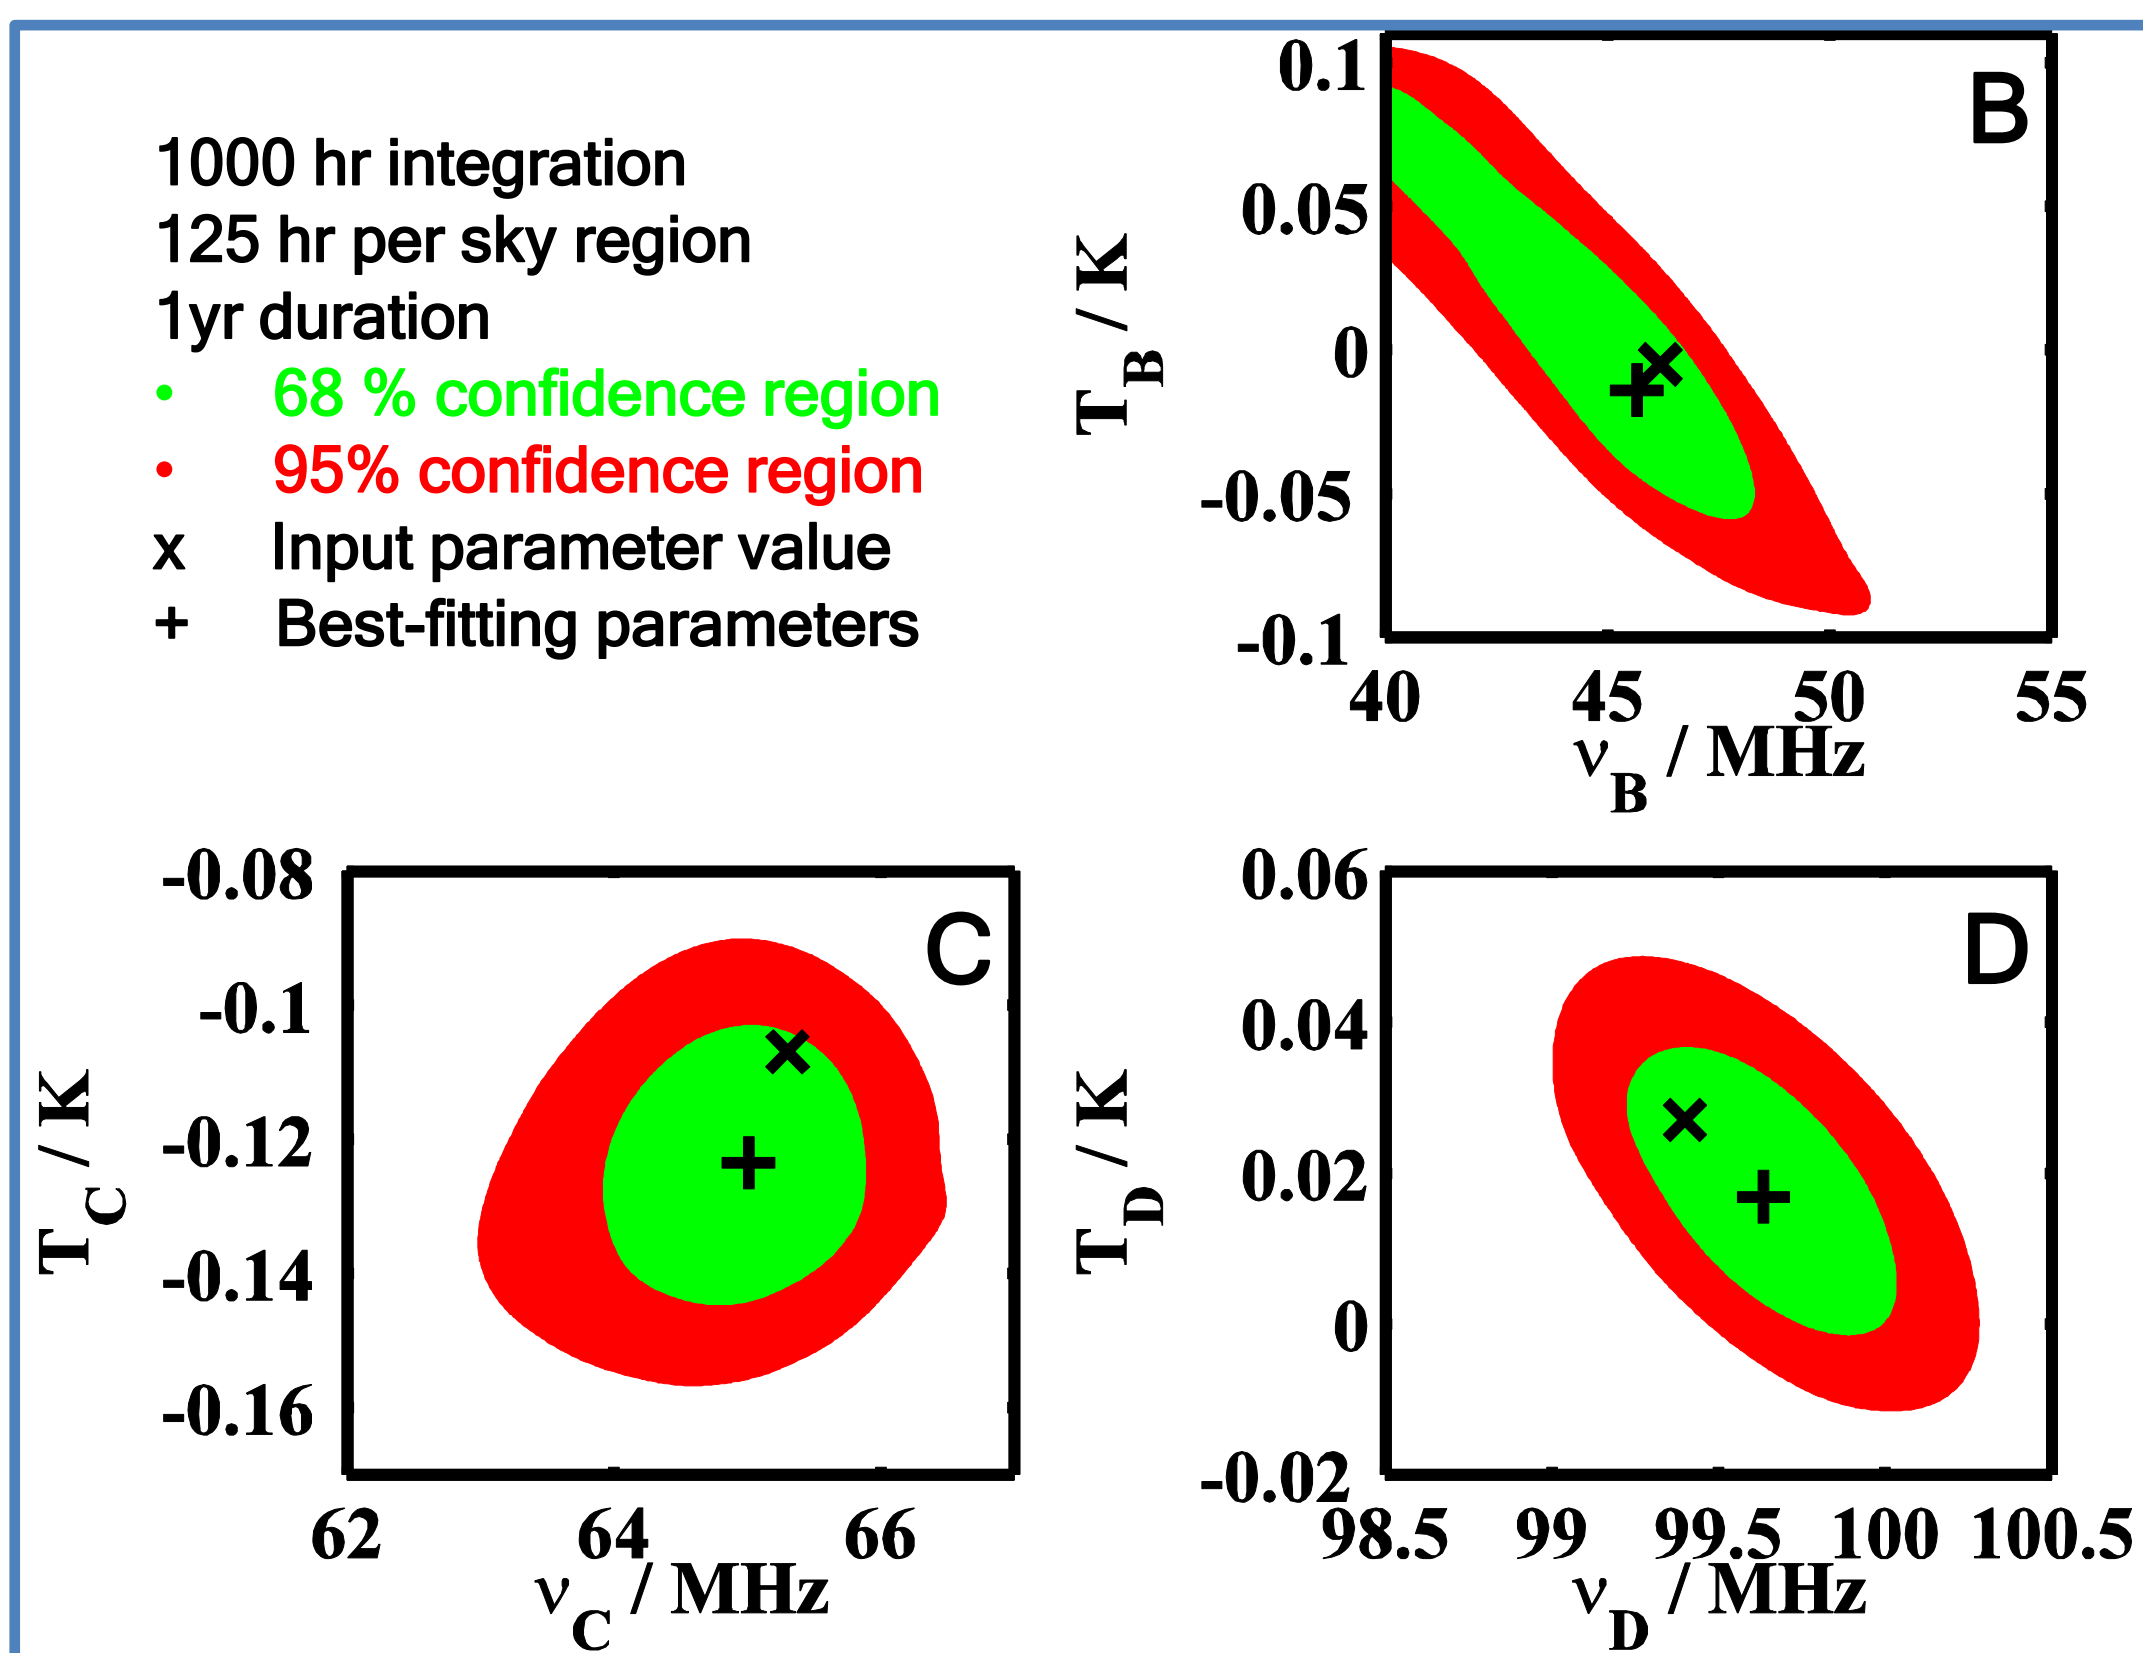 1000 hr integration
125 hr per sky region
1yr duration
• 68 % confidence region
• 95% confidence region
x Input parameter value
+ Best-fitting parameters
B
0.1
0.05
0
-0.05
-0.1
T_B / K
40 45 50 55
ν_B / MHz
C
-0.08
-0.1
-0.12
-0.14
-0.16
T_C / K
62 64 66
ν_C / MHz
D
0.06
0.04
0.02
0
-0.02
T_D / K
98.5 99 99.5 100 100.5
ν_D / MHz